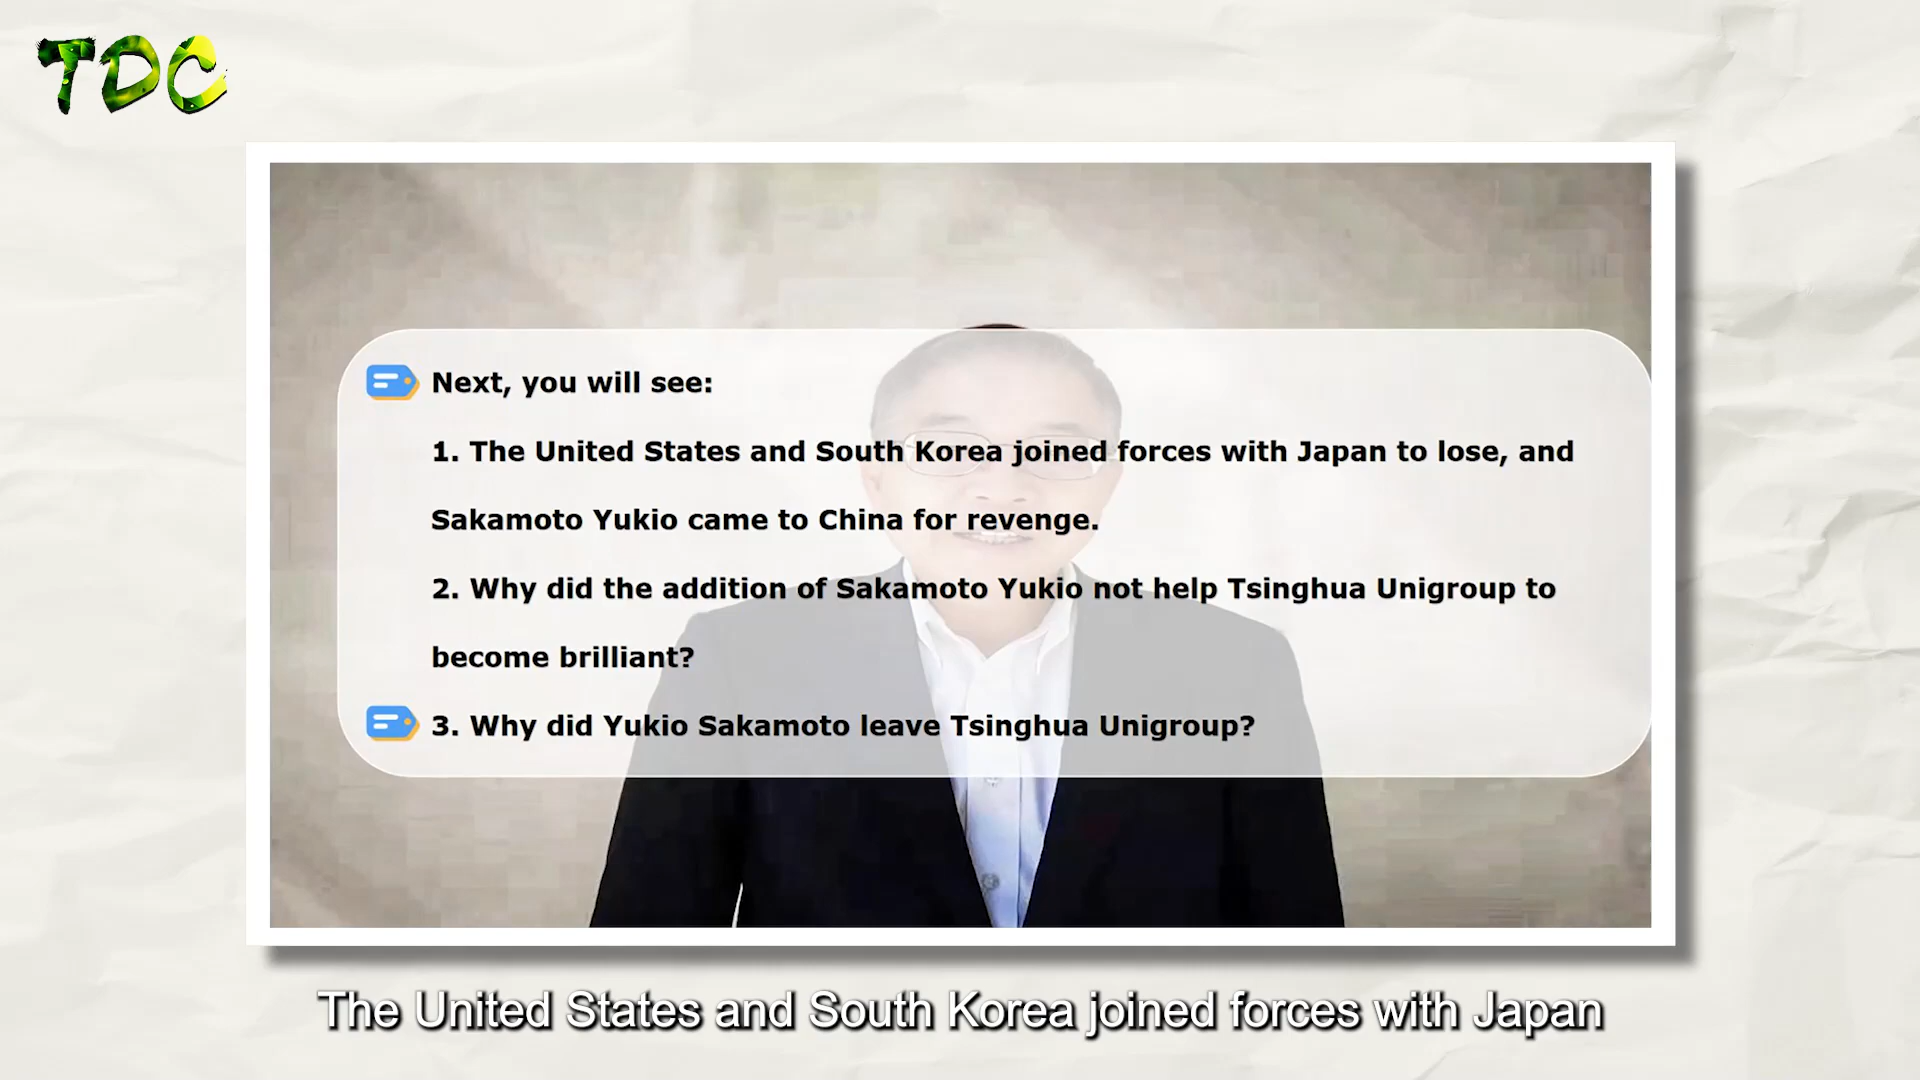 TDC
Next, you will see:
1. The United States and South Korea joined forces with Japan to lose, and
Sakamoto Yukio came to China for revenge.
2. Why did the addition of Sakamoto Yukio not help Tsinghua Unigroup to
become brilliant?
3. Why did Yukio Sakamoto leave Tsinghua Unigroup?
The United States and South Korea joined forces with Japan